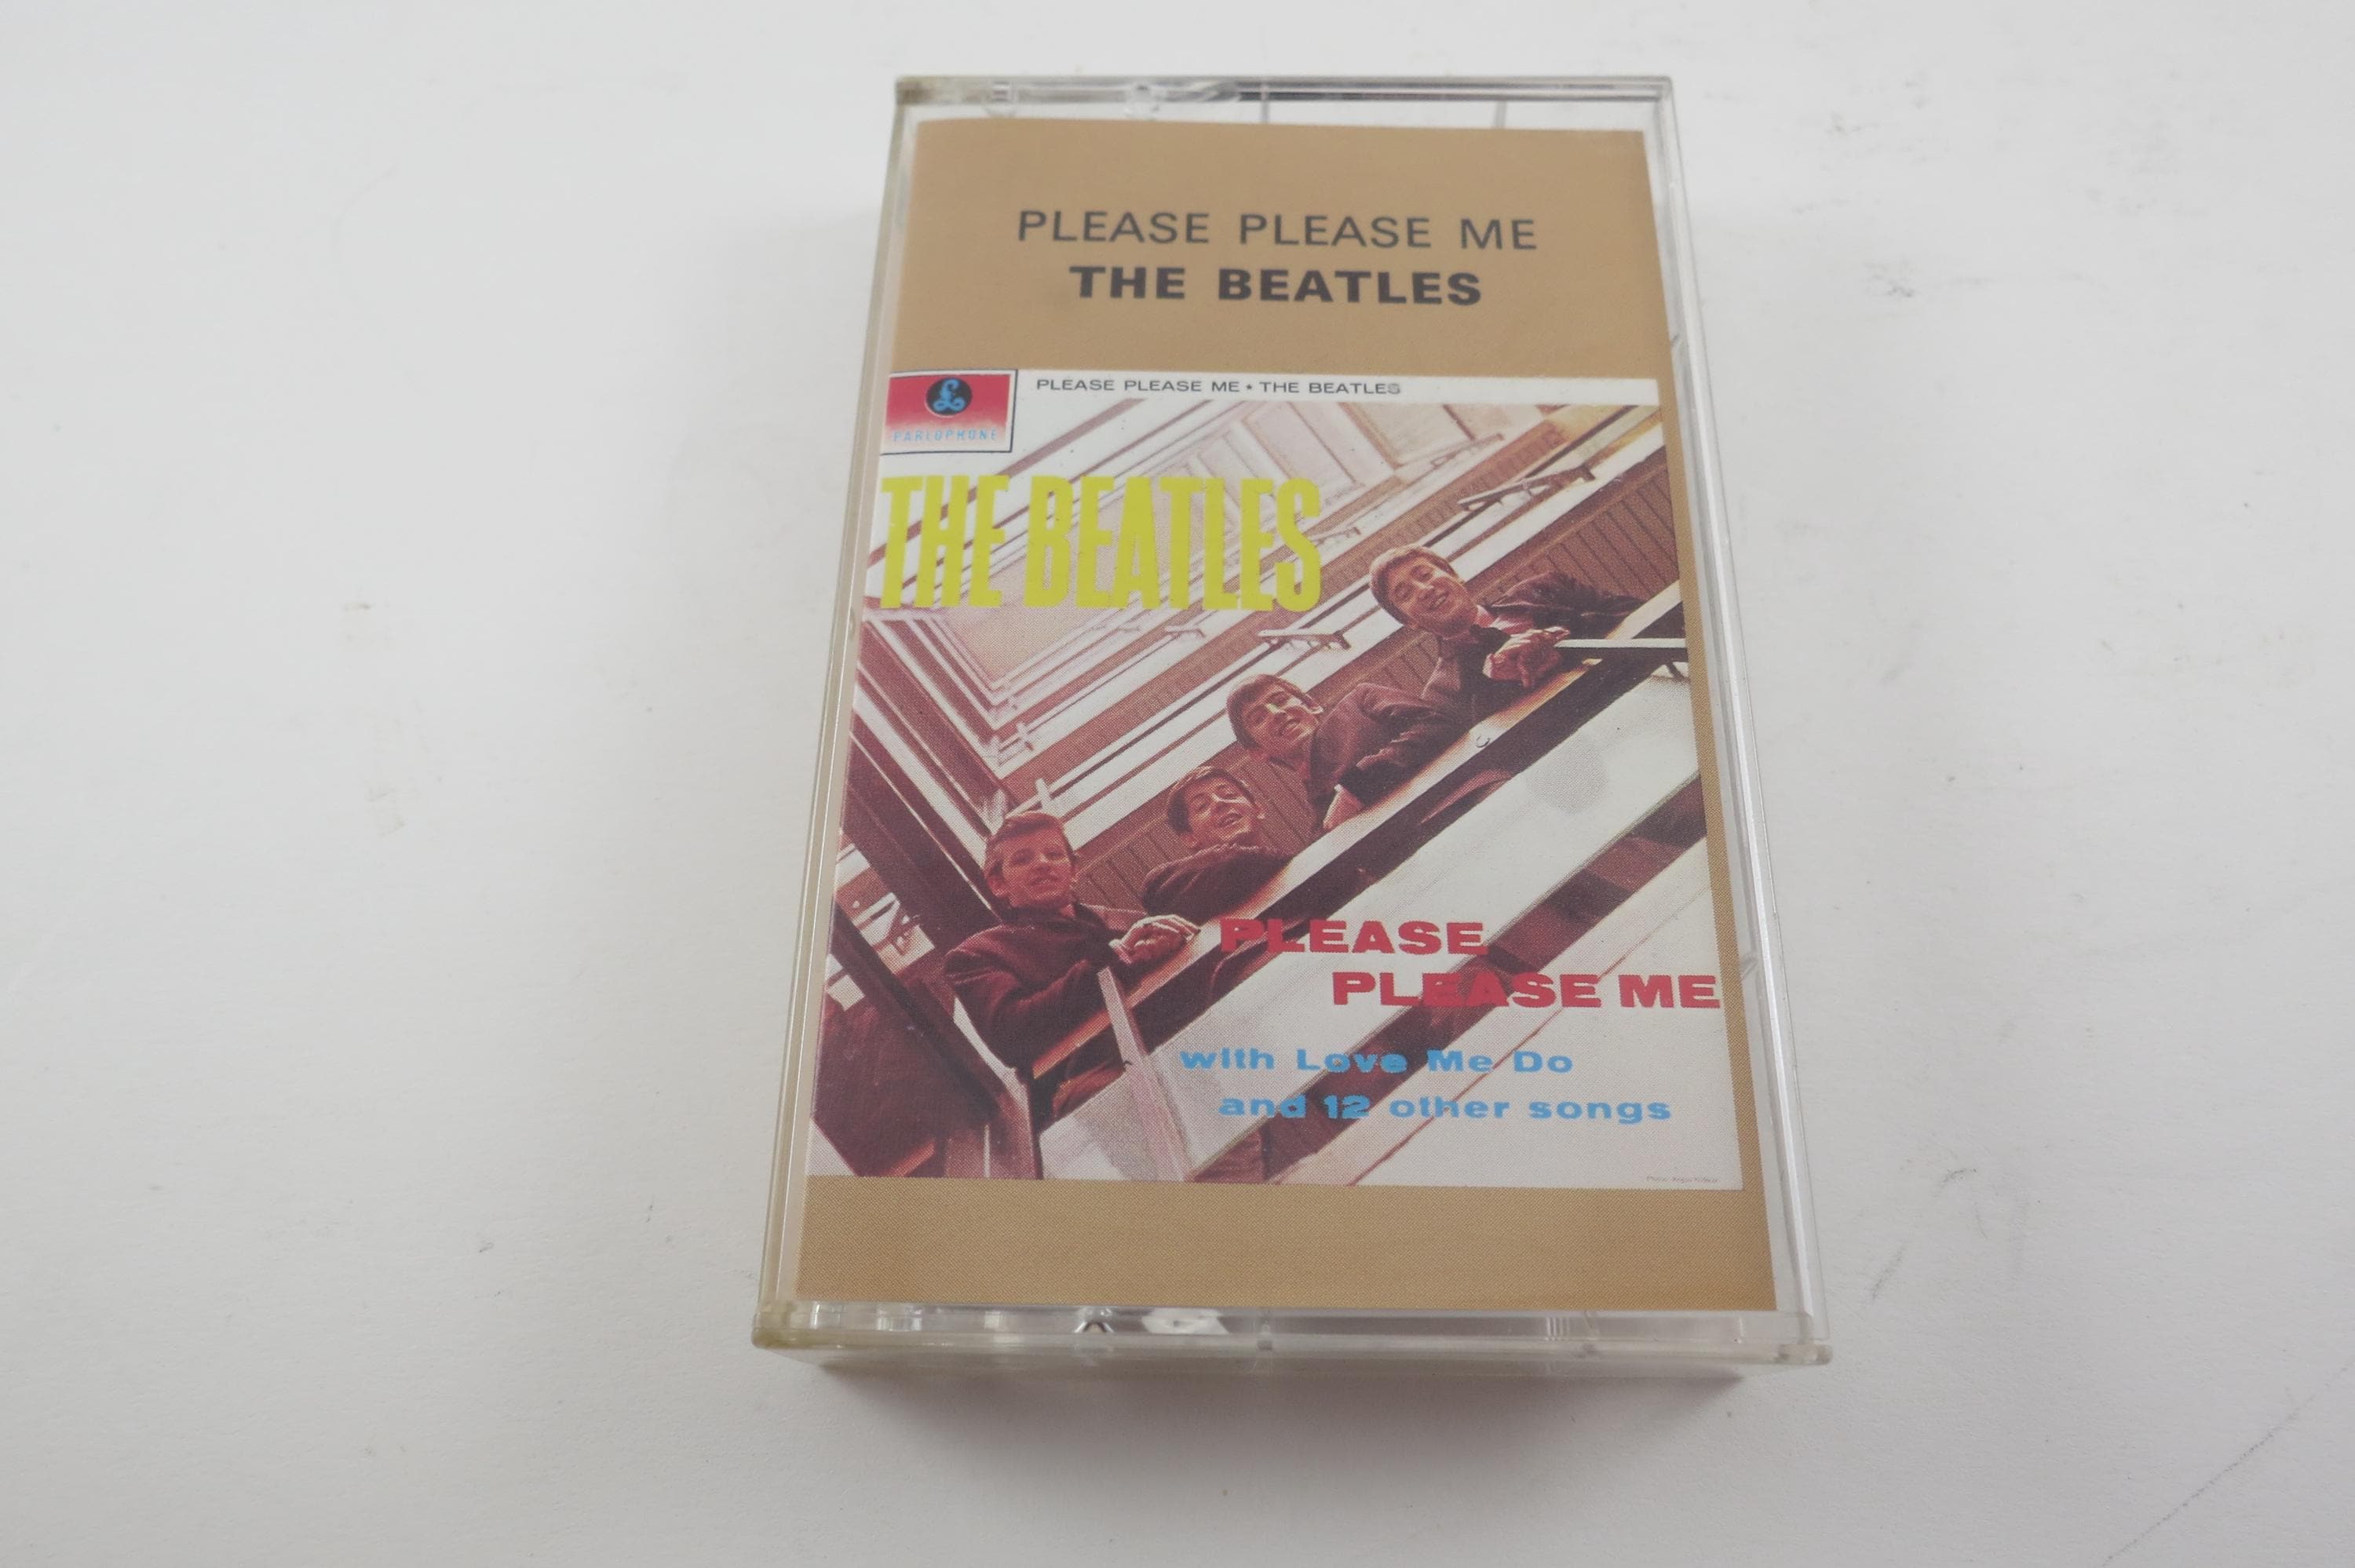 PLEASE PLEASE ME
THE BEATLES
PLEASE PLEASE ME • THE BEATLES
PARLOPHONE
THE BEATLES
PLEASE
PLEASE ME
with Love Me Do
and 12 other songs